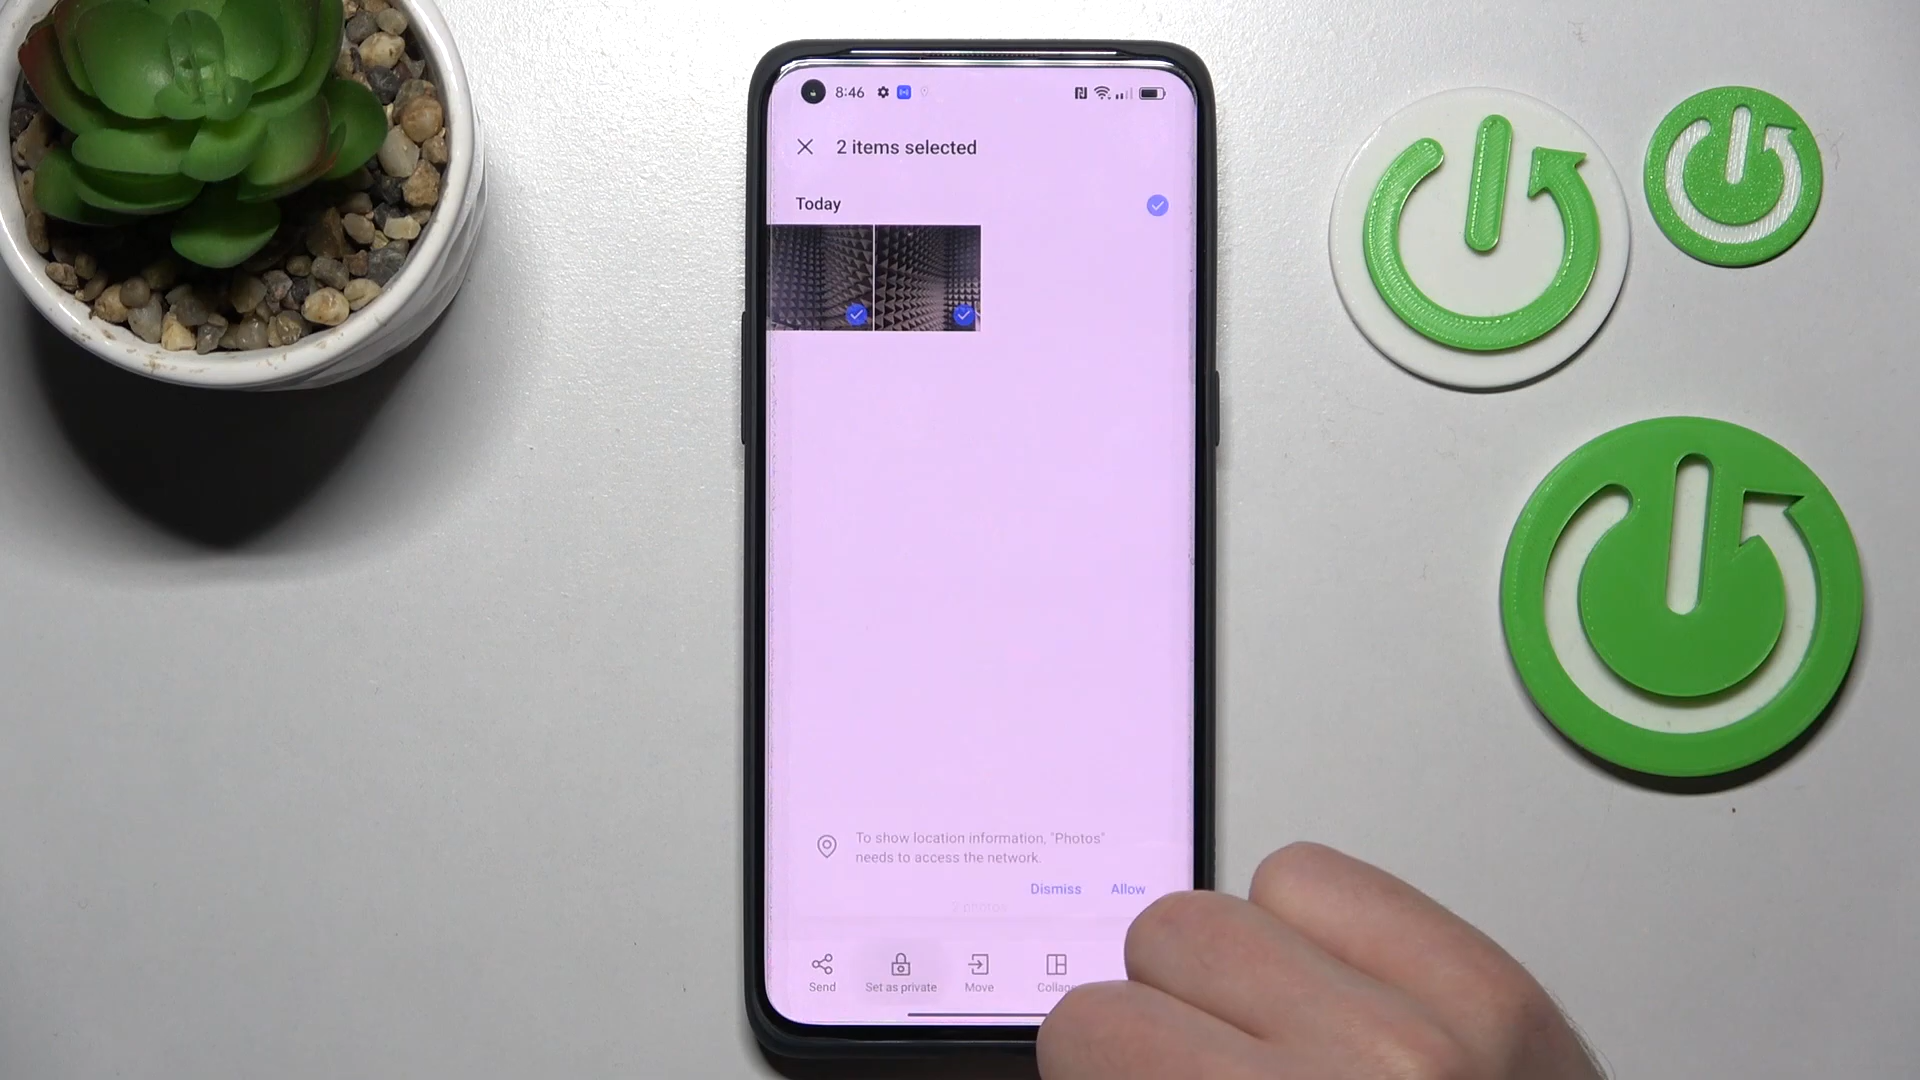 8:46
2 items selected
Today
To show location information, "Photos"
needs to access the network.
Dismiss Allow
2 photos
Send Set as private Move